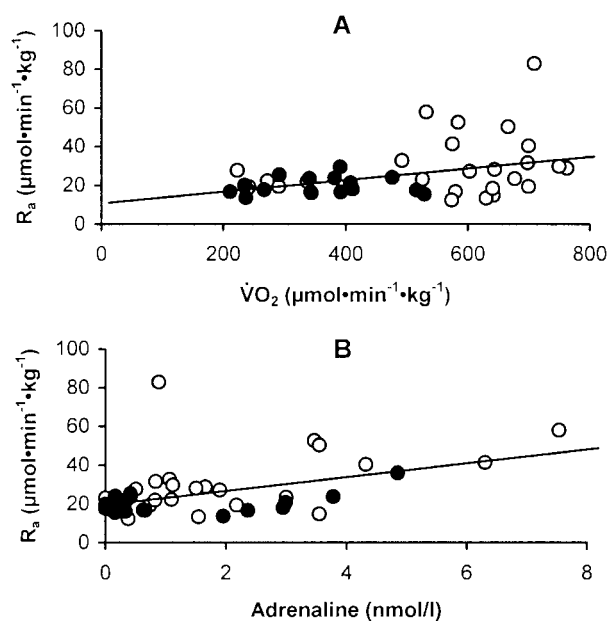 A
100
80
60
40
20
0
Ra (µmol•min⁻¹•kg⁻¹)
0 200 400 600 800
V̇O₂ (µmol•min⁻¹•kg⁻¹)
B
100
80
60
40
20
0
Ra (µmol•min⁻¹•kg⁻¹)
0 2 4 6 8
Adrenaline (nmol/l)